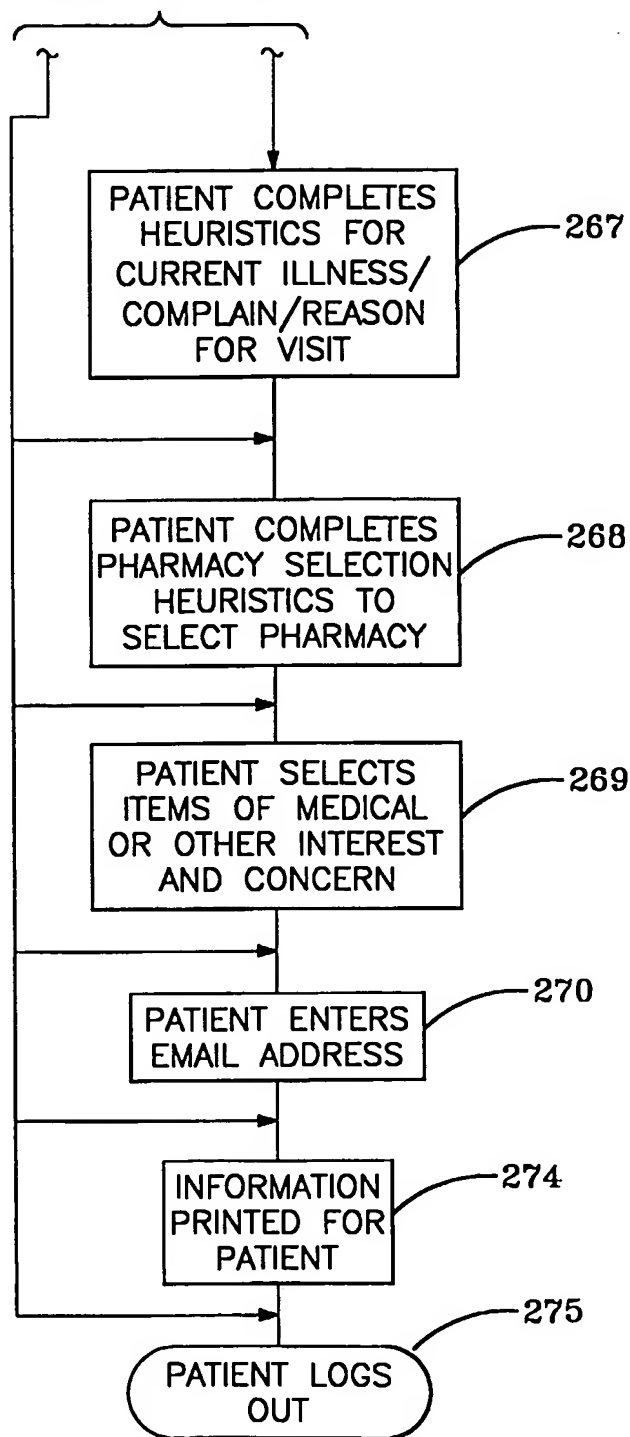 PATIENT COMPLETES
HEURISTICS FOR
CURRENT ILLNESS/
COMPLAIN/REASON
FOR VISIT
267
PATIENT COMPLETES
PHARMACY SELECTION
HEURISTICS TO
SELECT PHARMACY
268
PATIENT SELECTS
ITEMS OF MEDICAL
OR OTHER INTEREST
AND CONCERN
269
PATIENT ENTERS
EMAIL ADDRESS
270
INFORMATION
PRINTED FOR
PATIENT
274
PATIENT LOGS
OUT
275